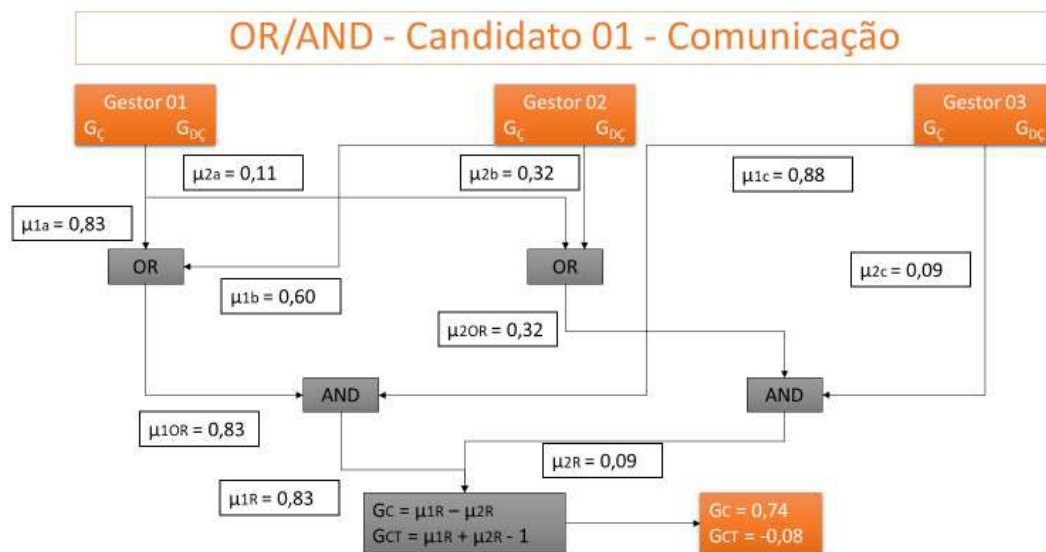 OR/AND - Candidato 01 - Comunicação
Gestor 01
GÇ GDÇ
Gestor 02
GÇ GDÇ
Gestor 03
GÇ GDÇ
µ2a = 0,11
µ2b = 0,32
µ1c = 0,88
µ1a = 0,83
OR
OR
µ2c = 0,09
µ1b = 0,60
µ2OR = 0,32
AND
AND
µ1OR = 0,83
µ2R = 0,09
µ1R = 0,83
GC = µ1R – µ2R
GCT = µ1R + µ2R - 1
GC = 0,74
GCT = -0,08